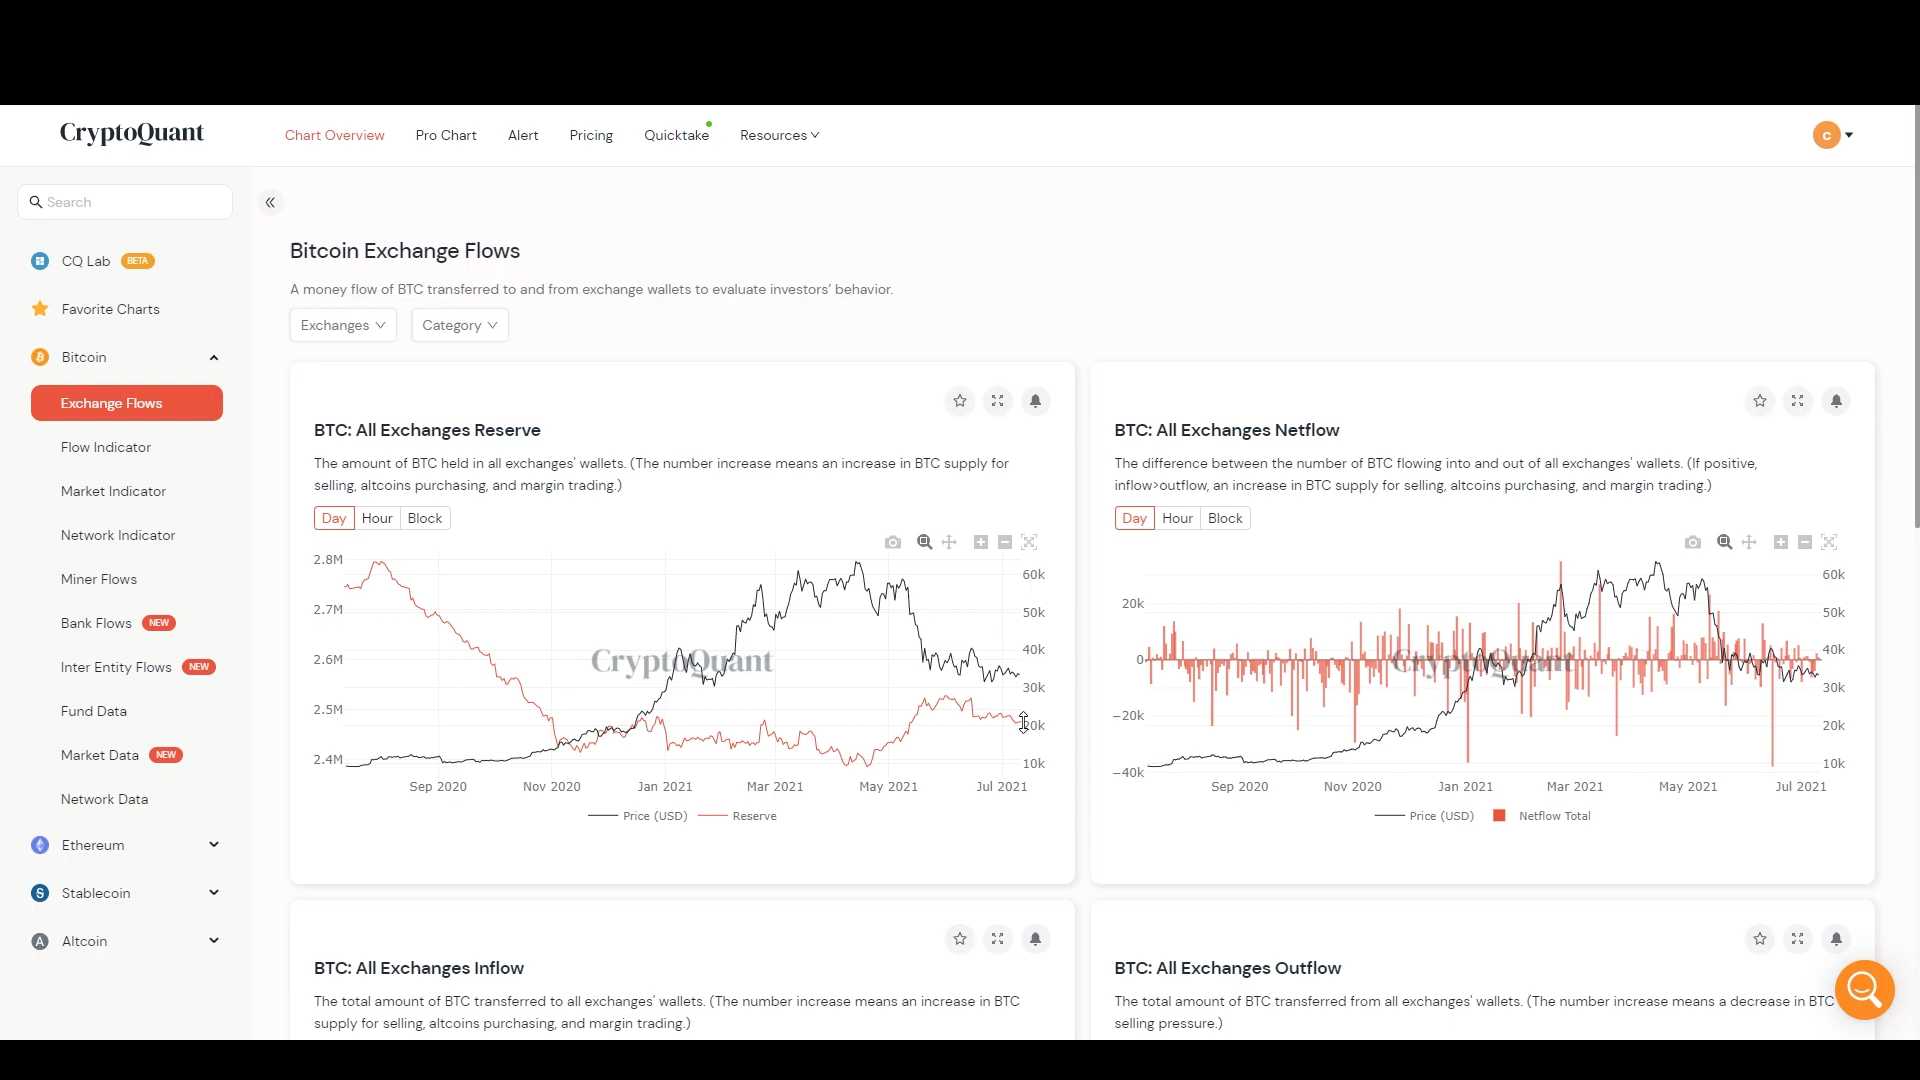 CryptoQuant
Chart Overview
Pro Chart
Alert
Pricing
Quicktake
Resources
C
Search
CQ Lab BETA
Favorite Charts
Bitcoin
Exchange Flows
Flow Indicator
Market Indicator
Network Indicator
Miner Flows
Bank Flows NEW
Inter Entity Flows NEW
Fund Data
Market Data NEW
Network Data
Ethereum
Stablecoin
Altcoin
Bitcoin Exchange Flows
A money flow of BTC transferred to and from exchange wallets to evaluate investors' behavior.
Exchanges
Category
BTC: All Exchanges Reserve
The amount of BTC held in all exchanges' wallets. (The number increase means an increase in BTC supply for
selling, altcoins purchasing, and margin trading.)
Day Hour Block
2.8M
2.7M
2.6M
2.5M
2.4M
60k
50k
40k
30k
20k
10k
CryptoQuant
Sep 2020 Nov 2020 Jan 2021 Mar 2021 May 2021 Jul 2021
Price (USD) Reserve
BTC: All Exchanges Netflow
The difference between the number of BTC flowing into and out of all exchanges' wallets. (If positive,
inflow>outflow, an increase in BTC supply for selling, altcoins purchasing, and margin trading.)
Day Hour Block
20k
0
−20k
−40k
60k
50k
40k
30k
20k
10k
CryptoQuant
Sep 2020 Nov 2020 Jan 2021 Mar 2021 May 2021 Jul 2021
Price (USD) Netflow Total
BTC: All Exchanges Inflow
The total amount of BTC transferred to all exchanges' wallets. (The number increase means an increase in BTC
supply for selling, altcoins purchasing, and margin trading.)
BTC: All Exchanges Outflow
The total amount of BTC transferred from all exchanges' wallets. (The number increase means a decrease in BTC
selling pressure.)